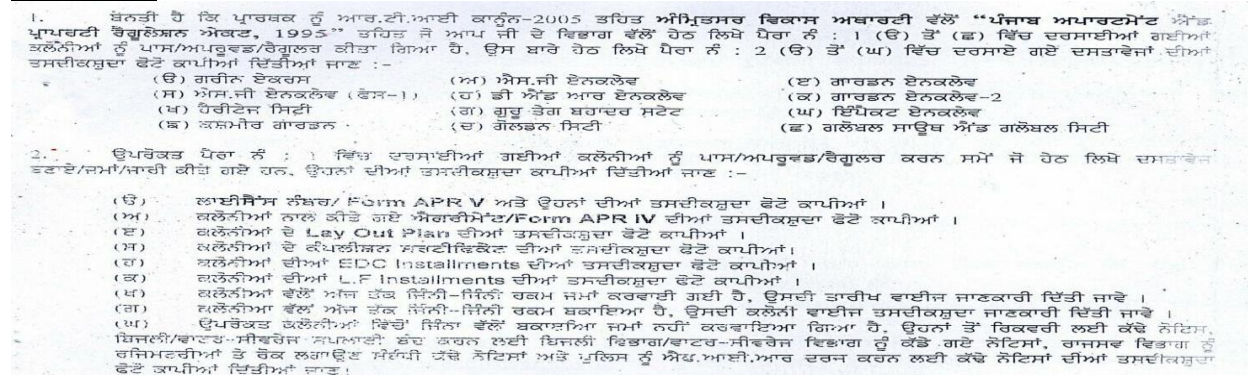 1. ਬੇਨਤੀ ਹੈ ਕਿ ਪ੍ਰਾਰਥਕ ਨੂੰ ਆਰ.ਟੀ.ਆਈ ਕਾਨੂੰਨ-2005 ਤਹਿਤ ਅੰਮ੍ਰਿਤਸਰ ਵਿਕਾਸ ਅਥਾਰਟੀ ਵੱਲੋਂ “ਪੰਜਾਬ ਅਪਾਰਟਮੇਂਟ ਐਂਡ
ਪ੍ਰਾਪਰਟੀ ਰੈਗੂਲੇਸ਼ਨ ਐਕਟ, 1995” ਤਹਿਤ ਜੋ ਆਪ ਜੀ ਦੇ ਵਿਭਾਗ ਵੱਲੋਂ ਹੇਠ ਲਿਖੇ ਪੈਰਾ ਨੰ : 1 (ੳ) ਤੋਂ (ਛ) ਵਿੱਚ ਦਰਸਾਈਆਂ ਗਈਆਂ
ਕਲੋਨੀਆਂ ਨੂੰ ਪਾਸ/ਅਪਰੂਵਡ/ਰੈਗੂਲਰ ਕੀਤਾ ਗਿਆ ਹੈ, ਉਸ ਬਾਰੇ ਹੇਠ ਲਿਖੇ ਪੈਰਾ ਨੰ : 2 (ੳ) ਤੋਂ (ਘ) ਵਿੱਚ ਦਰਸਾਏ ਗਏ ਦਸਤਾਵੇਜਾਂ ਦੀਆਂ
ਤਸਦੀਕਸ਼ੁਦਾ ਫੋਟੋ ਕਾਪੀਆਂ ਦਿੱਤੀਆਂ ਜਾਣ :-
(ੳ) ਗਰੀਨ ਏਕਰਸ (ਅ) ਐਸ.ਜੀ ਏਨਕਲੇਵ (ੲ) ਗਾਰਡਨ ਏਨਕਲੇਵ
(ਸ) ਐਸ.ਜੀ ਏਨਕਲੇਵ (ਫੇਸ-1) (ਹ) ਡੀ ਐਂਡ ਆਰ ਏਨਕਲੇਵ (ਕ) ਗਾਰਡਨ ਏਨਕਲੇਵ-2
(ਖ) ਹੈਰੀਟੇਜ ਸਿਟੀ (ਗ) ਗੁਰੂ ਤੇਗ ਬਹਾਦਰ ਸਟੇਟ (ਘ) ਇੰਪੈਕਟ ਏਨਕਲੇਵ
(ਙ) ਕਸ਼ਮੀਰ ਗਾਰਡਨ (ਚ) ਗੋਲਡਨ ਸਿਟੀ (ਛ) ਗਲੋਬਲ ਸਾਊਥ ਐਂਡ ਗਲੋਬਲ ਸਿਟੀ
2. ਉਪਰੋਕਤ ਪੈਰਾ ਨੰ : 1 ਵਿੱਚ ਦਰਸਾਈਆਂ ਗਈਆਂ ਕਲੋਨੀਆਂ ਨੂੰ ਪਾਸ/ਅਪਰੂਵਡ/ਰੈਗੂਲਰ ਕਰਨ ਸਮੇਂ ਜੋ ਹੇਠ ਲਿਖੇ ਦਸਤਾਵੇਜ
ਬਣਾਏ/ਜਮਾਂ/ਜਾਰੀ ਕੀਤੇ ਗਏ ਹਨ, ਉਹਨਾਂ ਦੀਆਂ ਤਸਦੀਕਸ਼ੁਦਾ ਕਾਪੀਆਂ ਦਿੱਤੀਆਂ ਜਾਣ :-
(ੳ) ਲਾਈਸੈਂਸ ਨੰਬਰ/ Form APR V ਅਤੇ ਉਹਨਾਂ ਦੀਆਂ ਤਸਦੀਕਸ਼ੁਦਾ ਫੋਟੋ ਕਾਪੀਆਂ ।
(ਅ) ਕਲੋਨੀਆਂ ਨਾਲ ਕੀਤੇ ਗਏ ਐਗਰੀਮੇਂਟ/Form APR IV ਦੀਆਂ ਤਸਦੀਕਸ਼ੁਦਾ ਫੋਟੋ ਕਾਪੀਆਂ ।
(ੲ) ਕਲੋਨੀਆਂ ਦੇ Lay Out Plan ਦੀਆਂ ਤਸਦੀਕਸ਼ੁਦਾ ਫੋਟੋ ਕਾਪੀਆਂ ।
(ਸ) ਕਲੋਨੀਆਂ ਦੇ ਕੰਪਲੀਸ਼ਨ ਸਰਟੀਫਿਕੇਟ ਦੀਆਂ ਤਸਦੀਕਸ਼ੁਦਾ ਫੋਟੋ ਕਾਪੀਆਂ।
(ਹ) ਕਲੋਨੀਆਂ ਦੀਆਂ EDC Installments ਦੀਆਂ ਤਸਦੀਕਸ਼ੁਦਾ ਫੋਟੋ ਕਾਪੀਆਂ ।
(ਕ) ਕਲੋਨੀਆਂ ਦੀਆਂ L.F Installments ਦੀਆਂ ਤਸਦੀਕਸ਼ੁਦਾ ਫੋਟੋ ਕਾਪੀਆਂ ।
(ਖ) ਕਲੋਨੀਆਂ ਵੱਲੋਂ ਅੱਜ ਤੱਕ ਜਿੰਨੀ-ਜਿੰਨੀ ਰਕਮ ਜਮਾਂ ਕਰਵਾਈ ਗਈ ਹੈ, ਉਸਦੀ ਤਾਰੀਖ ਵਾਈਜ ਜਾਣਕਾਰੀ ਦਿੱਤੀ ਜਾਵੇ ।
(ਗ) ਕਲੋਨੀਆਂ ਵੱਲ ਅੱਜ ਤੱਕ ਜਿੰਨੀ-ਜਿੰਨੀ ਰਕਮ ਬਕਾਇਆ ਹੈ, ਉਸਦੀ ਕਲੋਨੀ ਵਾਈਜ ਤਸਦੀਕਸ਼ੁਦਾ ਜਾਣਕਾਰੀ ਦਿੱਤੀ ਜਾਵੇ ।
(ਘ) ਉਪਰੋਕਤ ਕਲੋਨੀਆਂ ਵਿੱਚੋਂ ਜਿੰਨਾ ਵੱਲੋਂ ਬਕਾਇਆ ਜਮਾਂ ਨਹੀਂ ਕਰਵਾਇਆ ਗਿਆ ਹੈ, ਉਹਨਾਂ ਤੋਂ ਰਿਕਵਰੀ ਲਈ ਕੱਢੇ ਨੋਟਿਸ,
ਬਿਜਲੀ/ਵਾਟਰ-ਸੀਵਰੇਜ ਸਪਲਾਈ ਬੰਦ ਕਰਨ ਲਈ ਬਿਜਲੀ ਵਿਭਾਗ/ਵਾਟਰ-ਸੀਵਰੇਜ ਵਿਭਾਗ ਨੂੰ ਕੱਡੇ ਗਏ ਨੋਟਿਸਾਂ, ਰਾਜਸਵ ਵਿਭਾਗ ਨੂੰ
ਰਜਿਸਟਰੀਆਂ ਤੇ ਰੋਕ ਲਗਾਉਣ ਸੰਬੰਧੀ ਕੱਢੇ ਨੋਟਿਸਾਂ ਅਤੇ ਪੁਲਿਸ ਨੂੰ ਐਫ.ਆਈ.ਆਰ ਦਰਜ ਕਰਨ ਲਈ ਕੱਢੇ ਨੋਟਿਸਾਂ ਦੀਆਂ ਤਸਦੀਕਸ਼ੁਦਾ
ਫੋਟੋ ਕਾਪੀਆਂ ਦਿੱਤੀਆਂ ਜਾਣ।